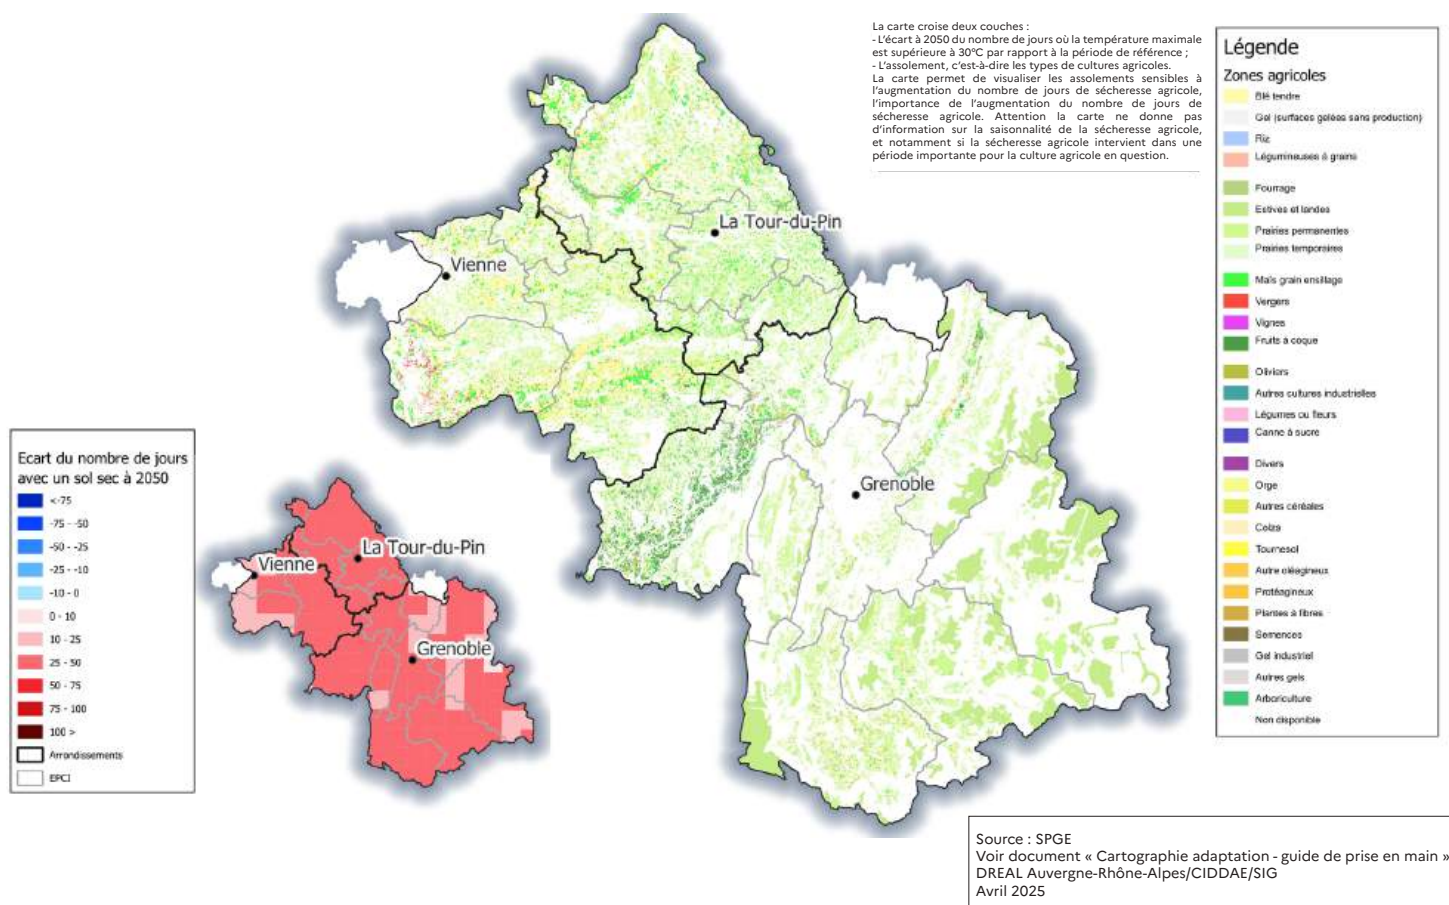 La carte croise deux couches :
- L'écart à 2050 du nombre de jours où la température maximale
est supérieure à 30°C par rapport à la période de référence ;
- L'assolement, c'est-à-dire les types de cultures agricoles.
La carte permet de visualiser les assolements sensibles à
l'augmentation du nombre de jours de sécheresse agricole,
l'importance de l'augmentation du nombre de jours de
sécheresse agricole. Attention la carte ne donne pas
d'information sur la saisonnalité de la sécheresse agricole,
et notamment si la sécheresse agricole intervient dans une
période importante pour la culture agricole en question.
Légende
Zones agricoles
Blé tendre
Gel (surfaces gelées sans production)
Riz
Légumineuses à grains
Fourrage
Estives et landes
Prairies permanentes
Prairies temporaires
Maïs grain ensillage
Vergers
Vignes
Fruits à coque
Oliviers
Autres cultures industrielles
Légumes ou fleurs
Canne à sucre
Divers
Orge
Autres céréales
Colza
Tournesol
Autre oléagineux
Protéagineux
Plantes à fibres
Semences
Gel industriel
Autres gels
Arboriculture
Non disponible
La Tour-du-Pin
Vienne
Grenoble
Ecart du nombre de jours
avec un sol sec à 2050
<-75
-75 - -50
-50 - -25
-25 - -10
-10 - 0
0 - 10
10 - 25
25 - 50
50 - 75
75 - 100
100 >
Arrondissements
EPCI
La Tour-du-Pin
Vienne
Grenoble
Source : SPGE
Voir document « Cartographie adaptation - guide de prise en main »
DREAL Auvergne-Rhône-Alpes/CIDDAE/SIG
Avril 2025